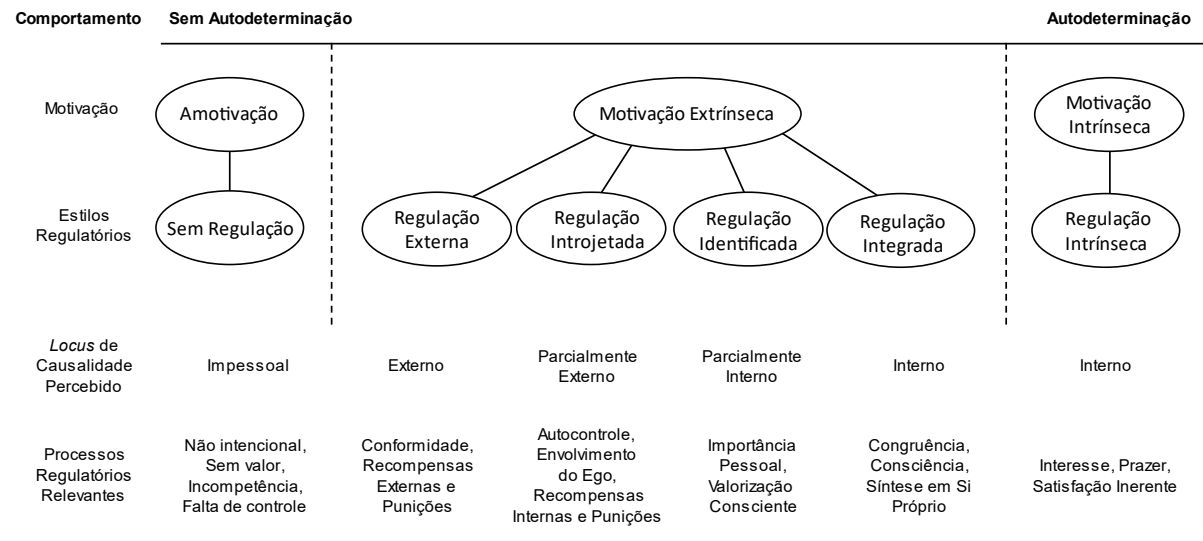 Comportamento
Sem Autodeterminação
Autodeterminação
Motivação
Amotivação
Motivação Extrínseca
Motivação
Intrínseca
Estilos
Regulatórios
Sem Regulação
Regulação
Externa
Regulação
Introjetada
Regulação
Identificada
Regulação
Integrada
Regulação
Intrínseca
Locus de
Causalidade
Percebido
Impessoal
Externo
Parcialmente
Externo
Parcialmente
Interno
Interno
Interno
Processos
Regulatórios
Relevantes
Não intencional,
Sem valor,
Incompetência,
Falta de controle
Conformidade,
Recompensas
Externas e
Punições
Autocontrole,
Envolvimento
do Ego,
Recompensas
Internas e Punições
Importância
Pessoal,
Valorização
Consciente
Congruência,
Consciência,
Síntese em Si
Próprio
Interesse, Prazer,
Satisfação Inerente